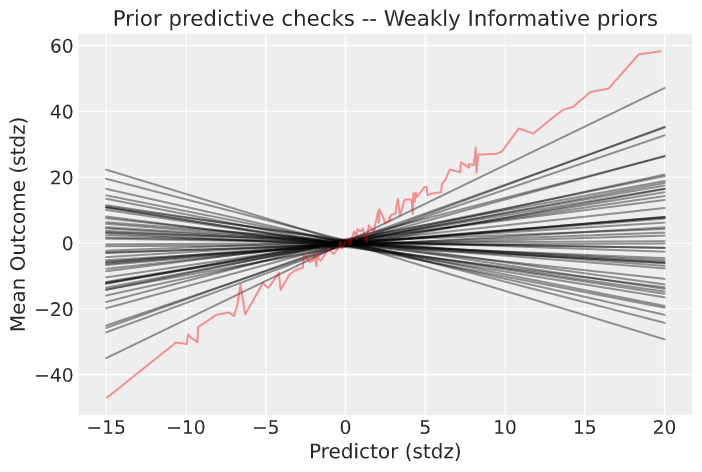 Prior predictive checks -- Weakly Informative priors
60
40
20
0
−20
−40
Mean Outcome (stdz)
−15 −10 −5 0 5 10 15 20
Predictor (stdz)